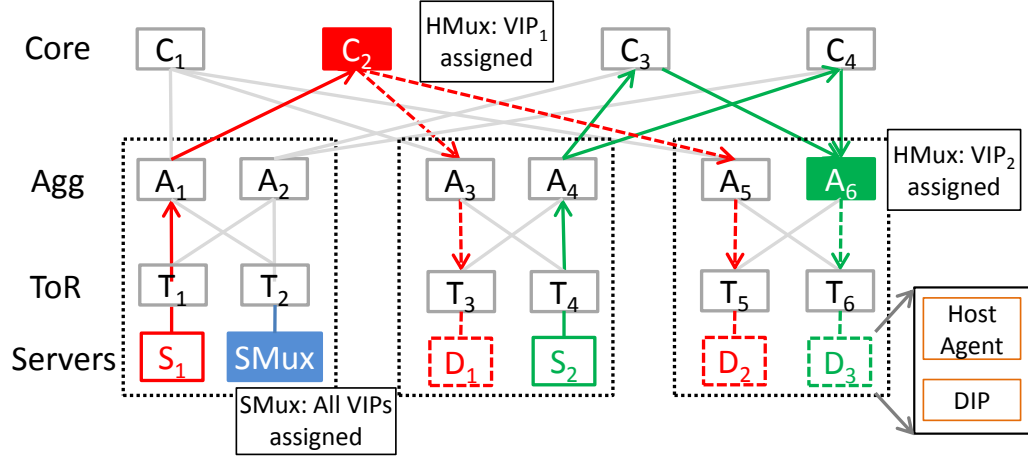 Core C₁ C₂ HMux: VIP₁ C₃ C₄
assigned
Agg A₁ A₂ A₃ A₄ A₅ A₆ HMux: VIP₂
assigned
ToR T₁ T₂ T₃ T₄ T₅ T₆
Servers S₁ SMux D₁ S₂ D₂ D₃
Host
Agent
DIP
SMux: All VIPs
assigned